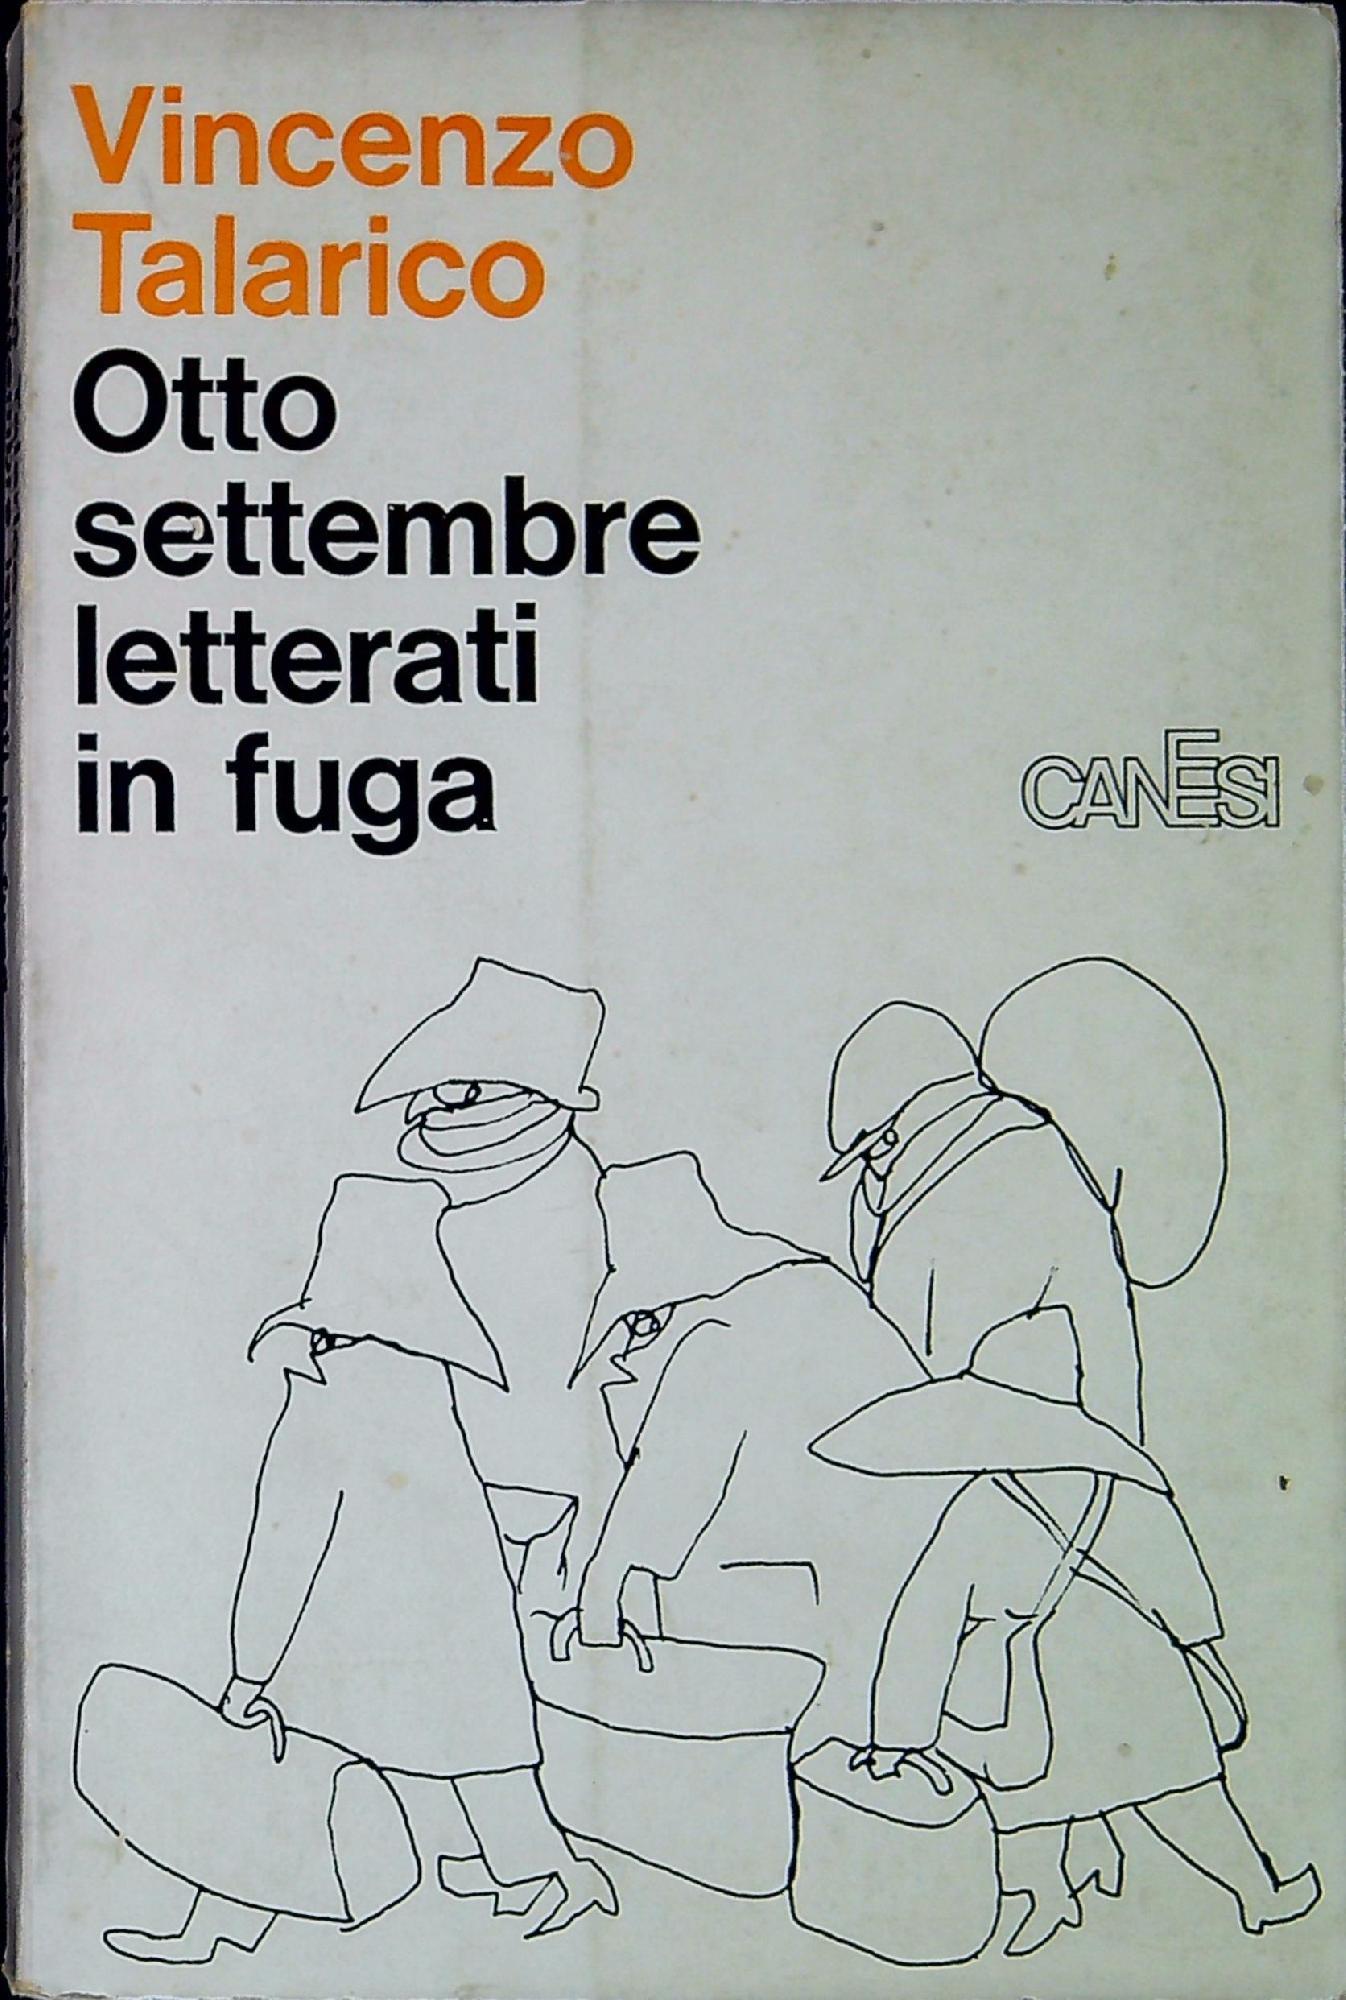 Vincenzo
Talarico
Otto
settembre
letterati
in fuga
CANESI